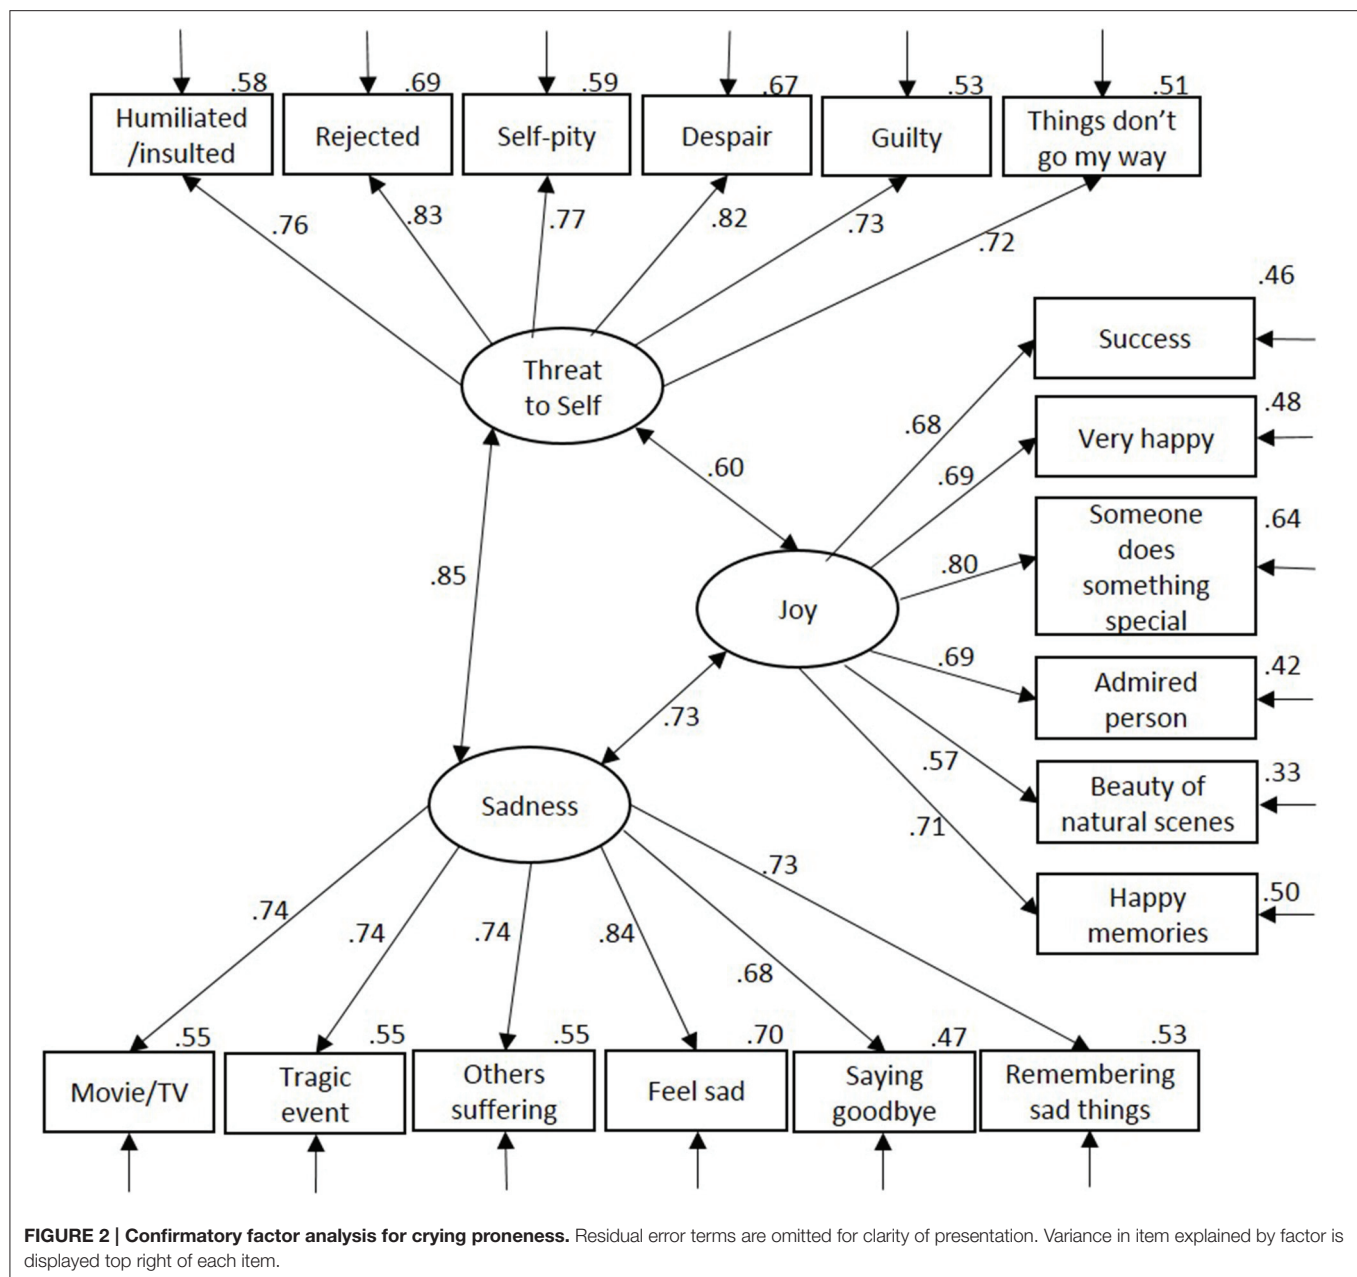 .58
.69
.59
.67
.53
.51
Humiliated
/insulted
Rejected
Self-pity
Despair
Guilty
Things don't
go my way
.76
.83
.77
.82
.73
.72
Threat
to Self
.46
Success
.48
Very happy
.64
Someone
does
something
special
.42
Admired
person
.33
Beauty of
natural scenes
.50
Happy
memories
.68
.69
.80
.69
.57
.71
.60
.85
.73
Joy
Sadness
.74
.74
.74
.84
.68
.73
.55
.55
.55
.70
.47
.53
Movie/TV
Tragic
event
Others
suffering
Feel sad
Saying
goodbye
Remembering
sad things
FIGURE 2 | Confirmatory factor analysis for crying proneness. Residual error terms are omitted for clarity of presentation. Variance in item explained by factor is
displayed top right of each item.